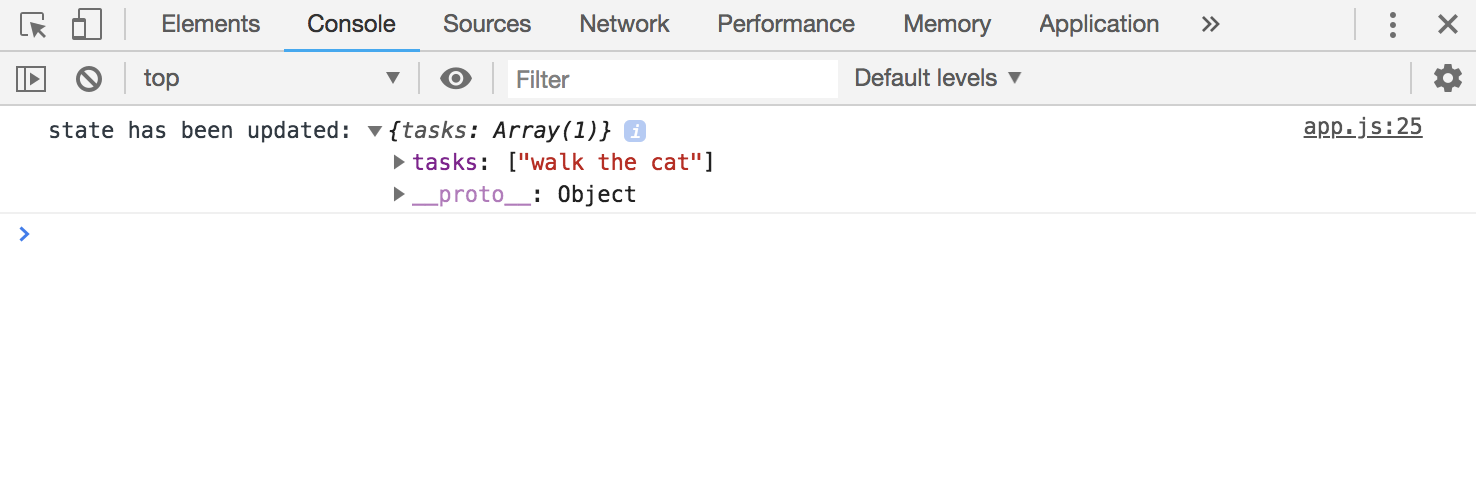 Elements Console Sources Network Performance Memory Application »
top ▼ Filter Default levels ▼
state has been updated: ▼{tasks: Array(1)} i app.js:25
▶tasks: ["walk the cat"]
▶__proto__: Object
>